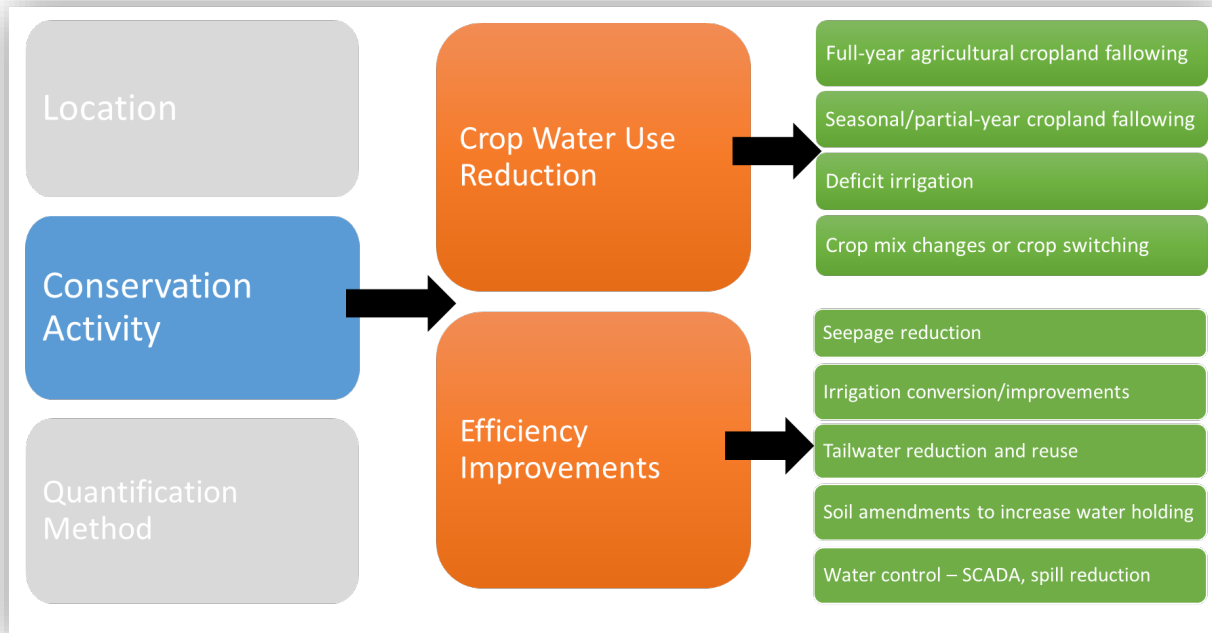 Location
Conservation
Activity
Quantification
Method
Crop Water Use
Reduction
Efficiency
Improvements
Full-year agricultural cropland fallowing
Seasonal/partial-year cropland fallowing
Deficit irrigation
Crop mix changes or crop switching
Seepage reduction
Irrigation conversion/improvements
Tailwater reduction and reuse
Soil amendments to increase water holding
Water control – SCADA, spill reduction